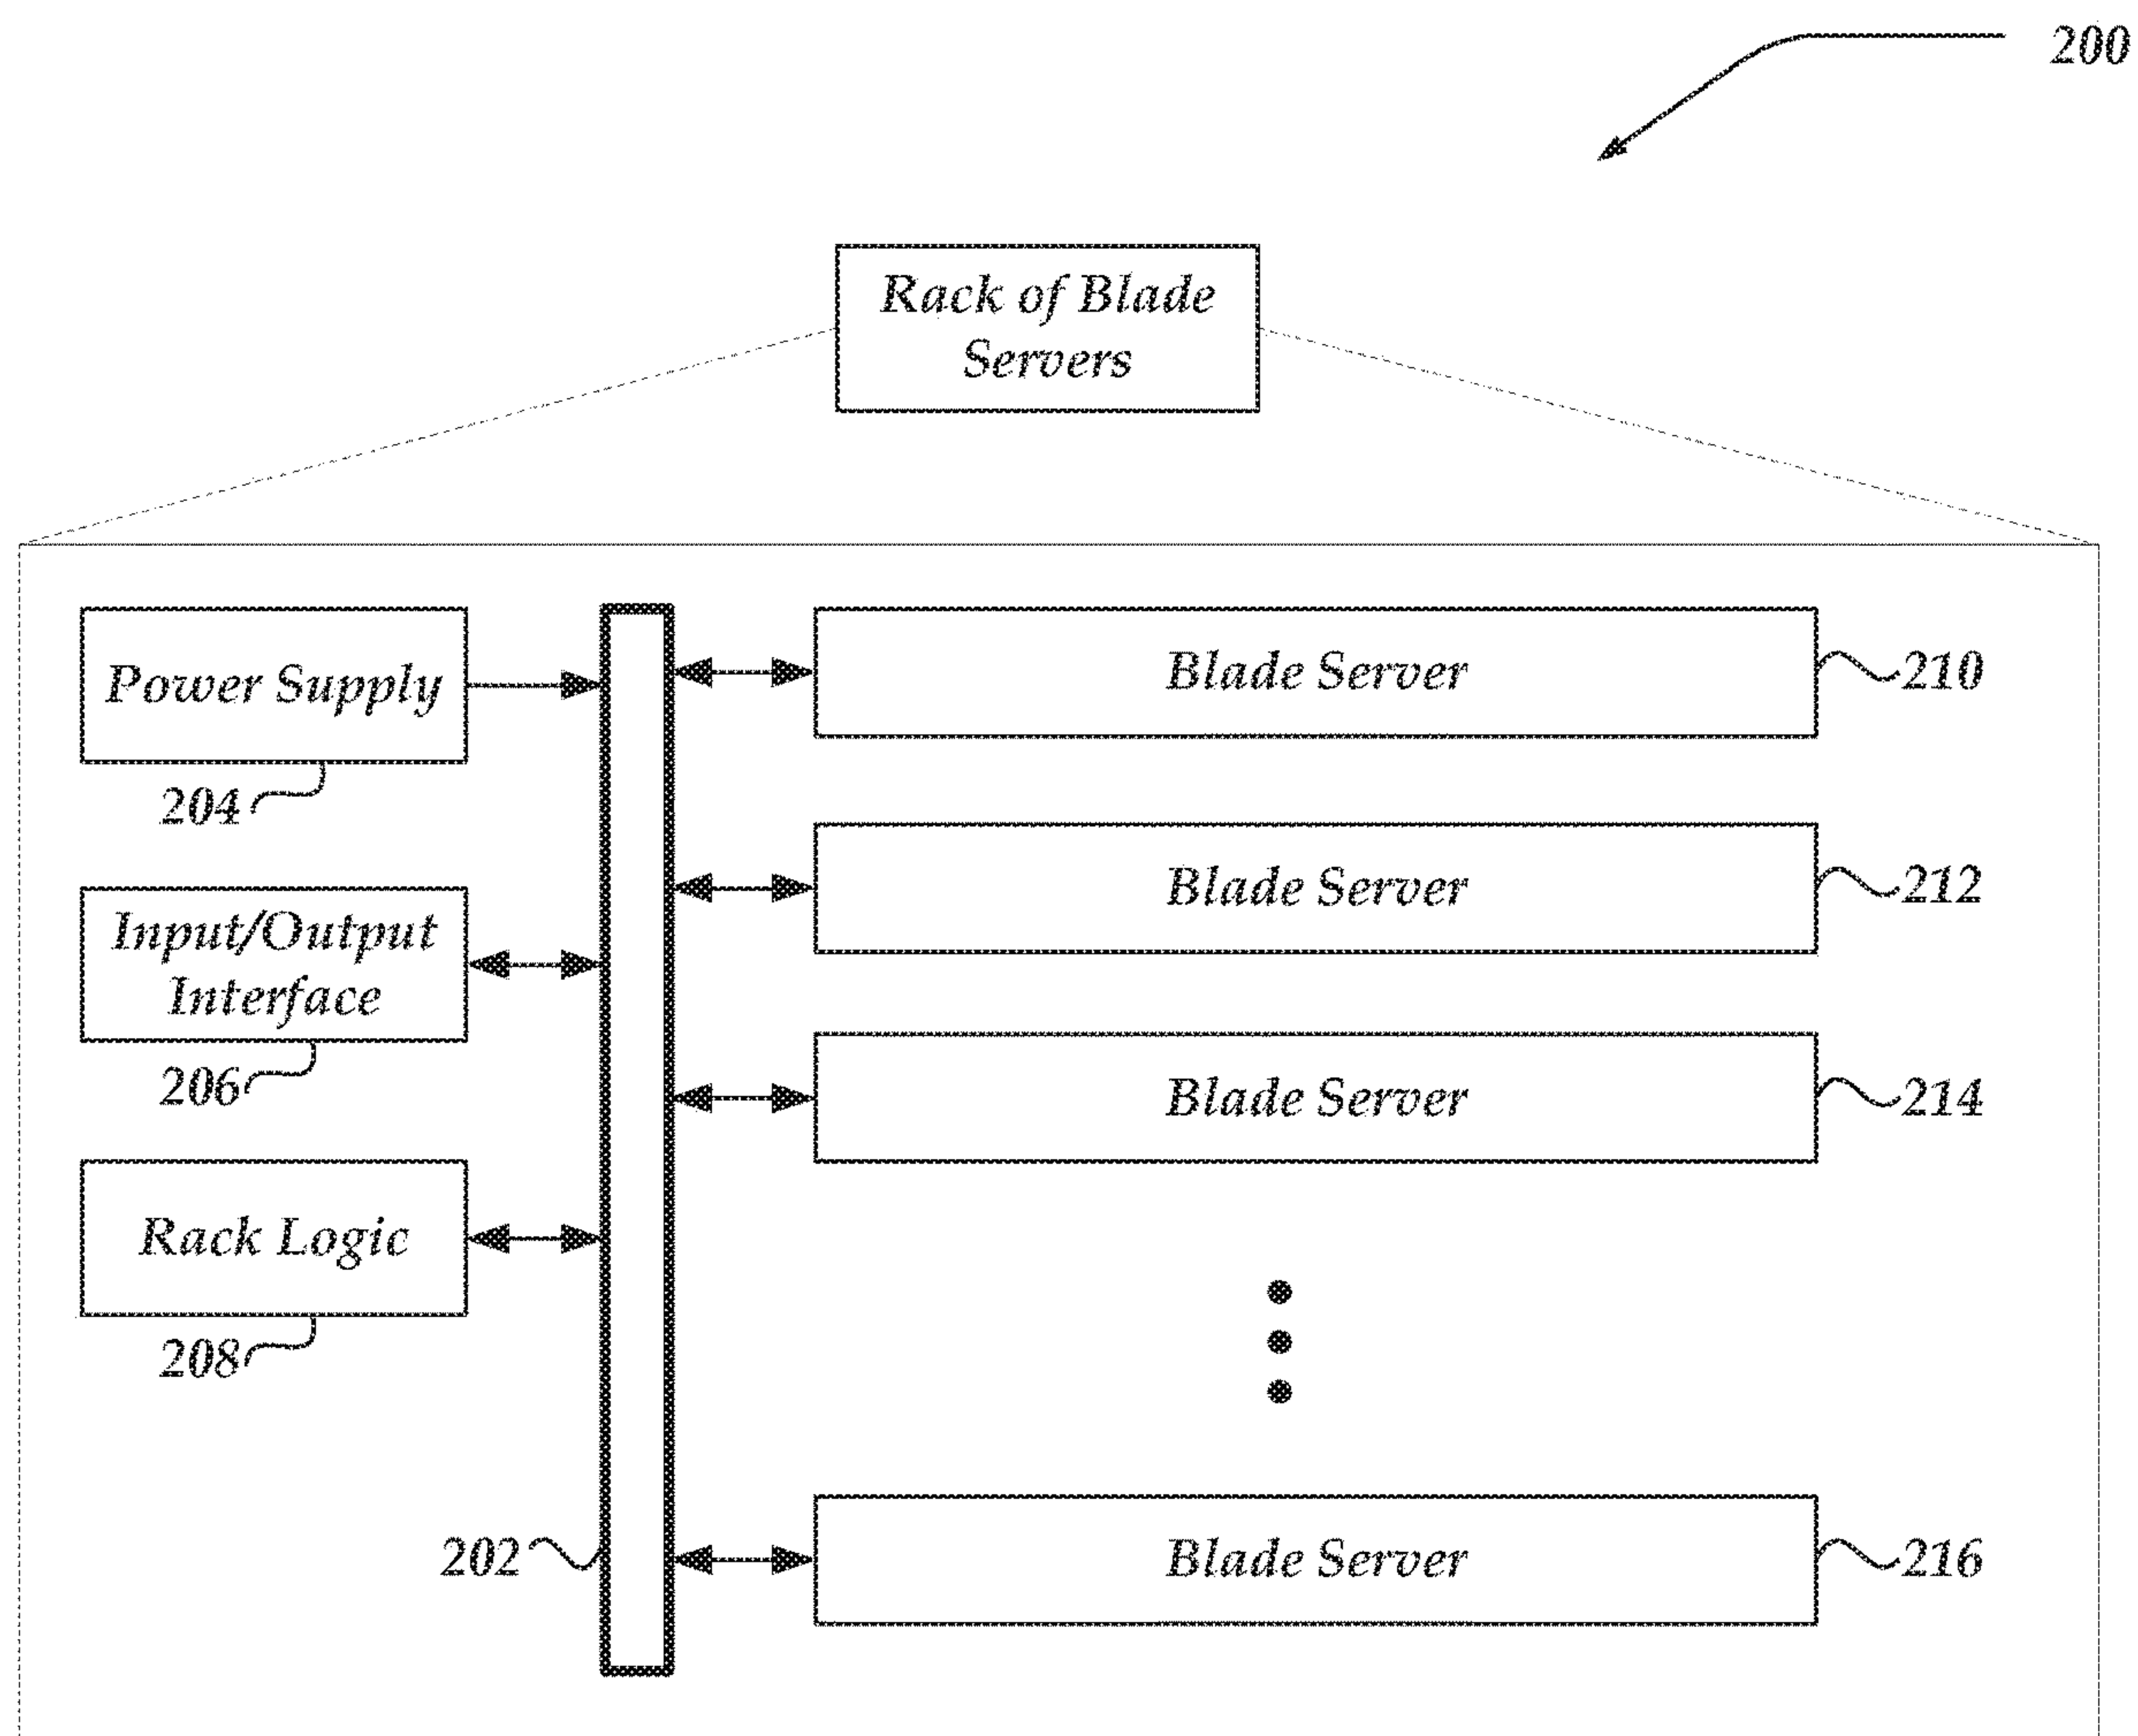 200
Rack of Blade
Servers
Power Supply
204
Input/Output
Interface
206
Rack Logic
208
202
Blade Server
210
Blade Server
212
Blade Server
214
Blade Server
216